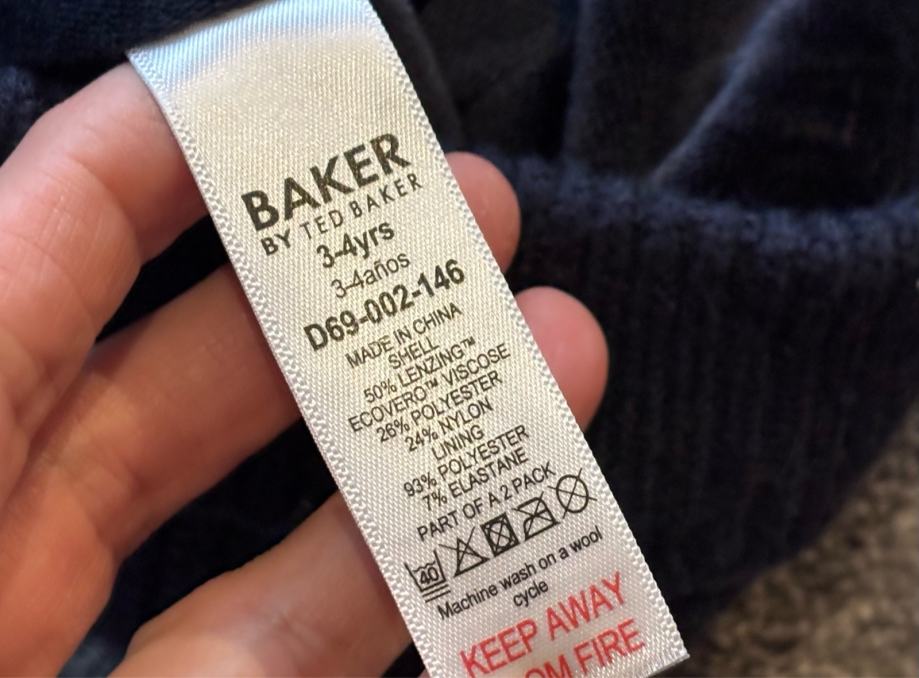 BAKER
BY TED BAKER
3-4yrs
3-4años
D69-002-146
MADE IN CHINA
SHELL
50% LENZING™
ECOVERO™ VISCOSE
26% POLYESTER
24% NYLON
LINING
93% POLYESTER
7% ELASTANE
PART OF A 2 PACK
40
Machine wash on a wool
cycle
KEEP AWAY
OM FIRE